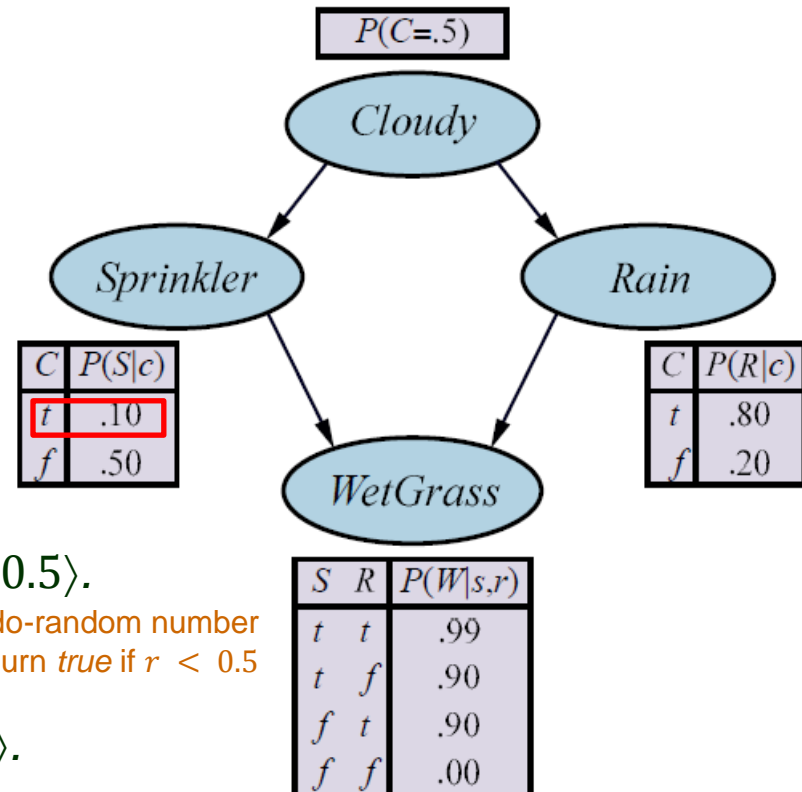 P(C=.5)
Cloudy
Sprinkler
Rain
C P(S|c)
t .10
f .50
C P(R|c)
t .80
f .20
WetGrass
0.5⟩.
do-random number
urn true if r < 0.5
⟩.
S R P(W|s,r)
t t .99
t f .90
f t .90
f f .00